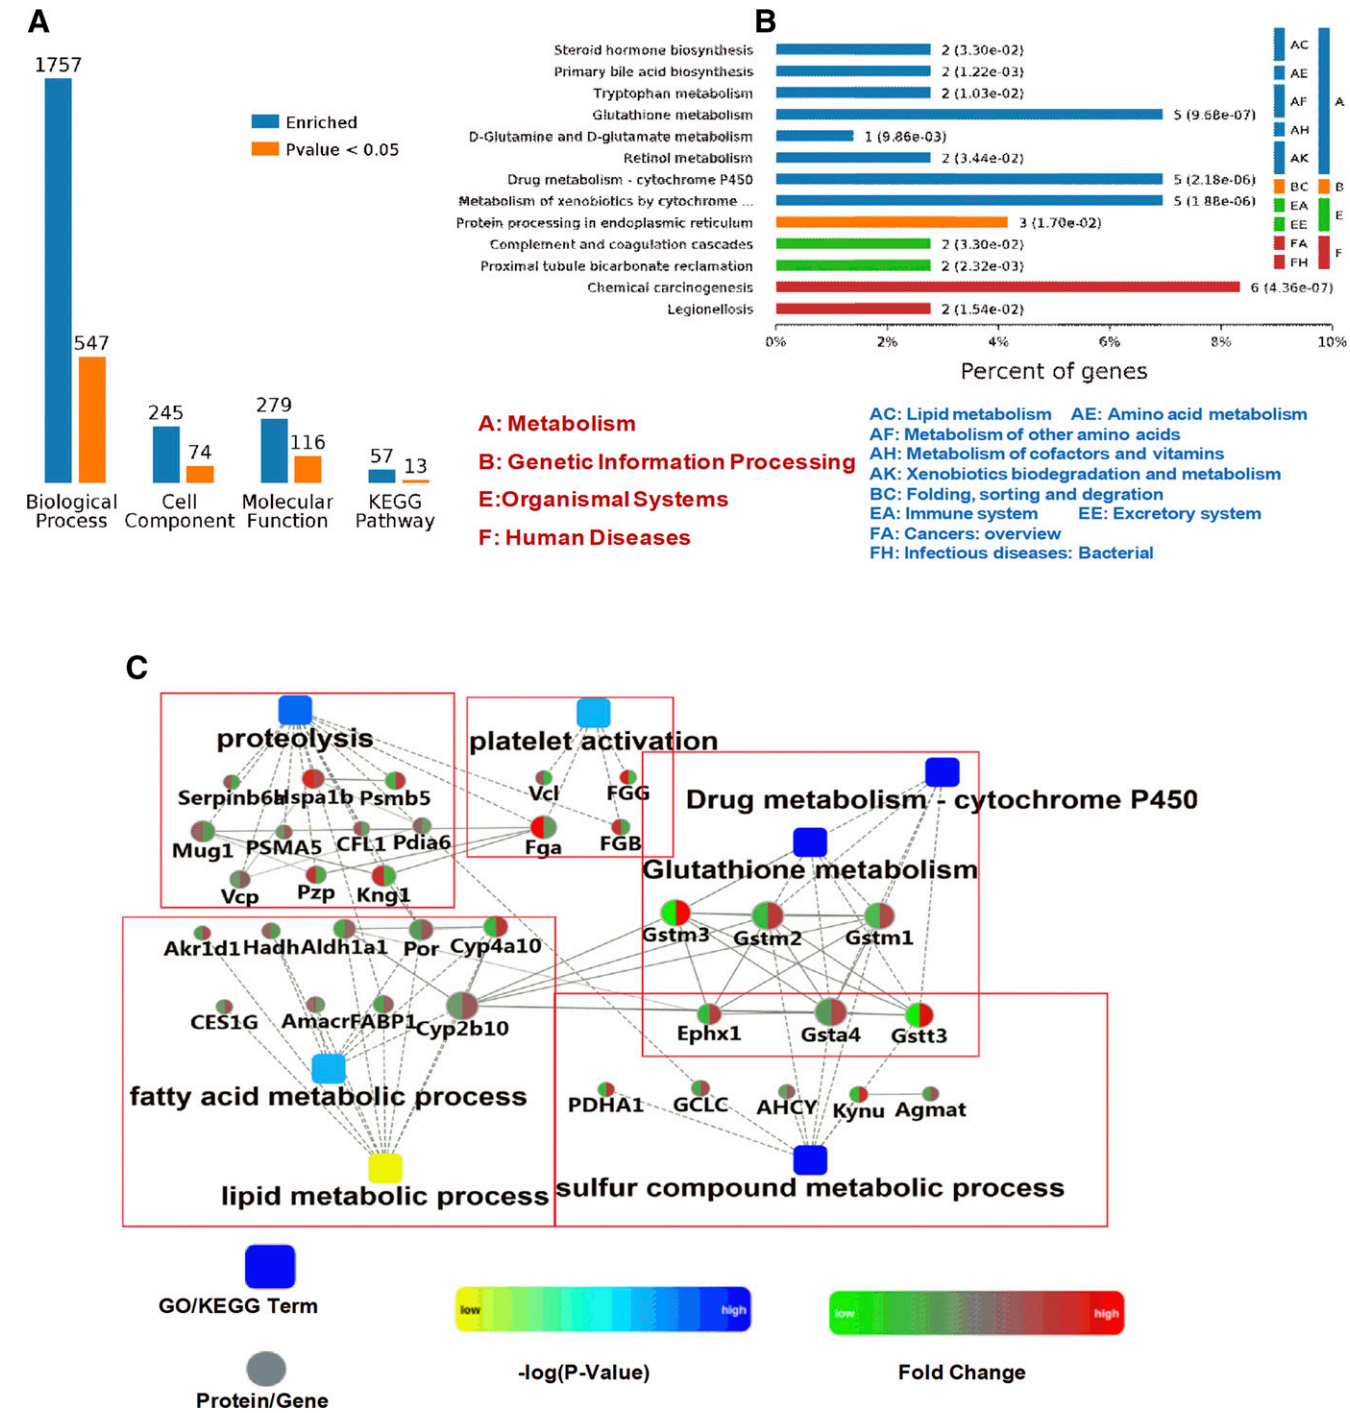 A
1757
547
245
74
279
116
57
13
Enriched
Pvalue < 0.05
Biological Process
Cell Component
Molecular Function
KEGG Pathway
B
Steroid hormone biosynthesis 2 (3.30e-02)
Primary bile acid biosynthesis 2 (1.22e-03)
Tryptophan metabolism 2 (1.03e-02)
Glutathione metabolism 5 (9.68e-07)
D-Glutamine and D-glutamate metabolism 1 (9.86e-03)
Retinol metabolism 2 (3.44e-02)
Drug metabolism - cytochrome P450 5 (2.18e-06)
Metabolism of xenobiotics by cytochrome ... 5 (1.88e-06)
Protein processing in endoplasmic reticulum 3 (1.70e-02)
Complement and coagulation cascades 2 (3.30e-02)
Proximal tubule bicarbonate reclamation 2 (2.32e-03)
Chemical carcinogenesis 6 (4.36e-07)
Legionellosis 2 (1.54e-02)
0% 2% 4% 6% 8% 10%
Percent of genes
AC
AE
AF
AH
AK
BC
EA
EE
FA
FH
A
B
E
F
A: Metabolism
B: Genetic Information Processing
E:Organismal Systems
F: Human Diseases
AC: Lipid metabolism AE: Amino acid metabolism
AF: Metabolism of other amino acids
AH: Metabolism of cofactors and vitamins
AK: Xenobiotics biodegradation and metabolism
BC: Folding, sorting and degration
EA: Immune system EE: Excretory system
FA: Cancers: overview
FH: Infectious diseases: Bacterial
C
proteolysis
Serpinb6a Hspa1b Psmb5
Mug1 PSMA5 CFL1 Pdia6
Vcp Pzp Kng1
platelet activation
Vcl FGG
Fga FGB
Drug metabolism - cytochrome P450
Glutathione metabolism
Gstm3 Gstm2 Gstm1
Ephx1 Gsta4 Gstt3
Akr1d1 Hadh Aldh1a1 Por Cyp4a10
CES1G Amacr FABP1 Cyp2b10
fatty acid metabolic process
lipid metabolic process
PDHA1 GCLC AHCY Kynu Agmat
sulfur compound metabolic process
GO/KEGG Term
Protein/Gene
low high
-log(P-Value)
low high
Fold Change